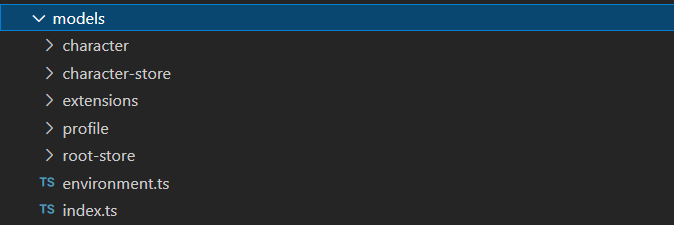 models
character
character-store
extensions
profile
root-store
TS environment.ts
TS index.ts